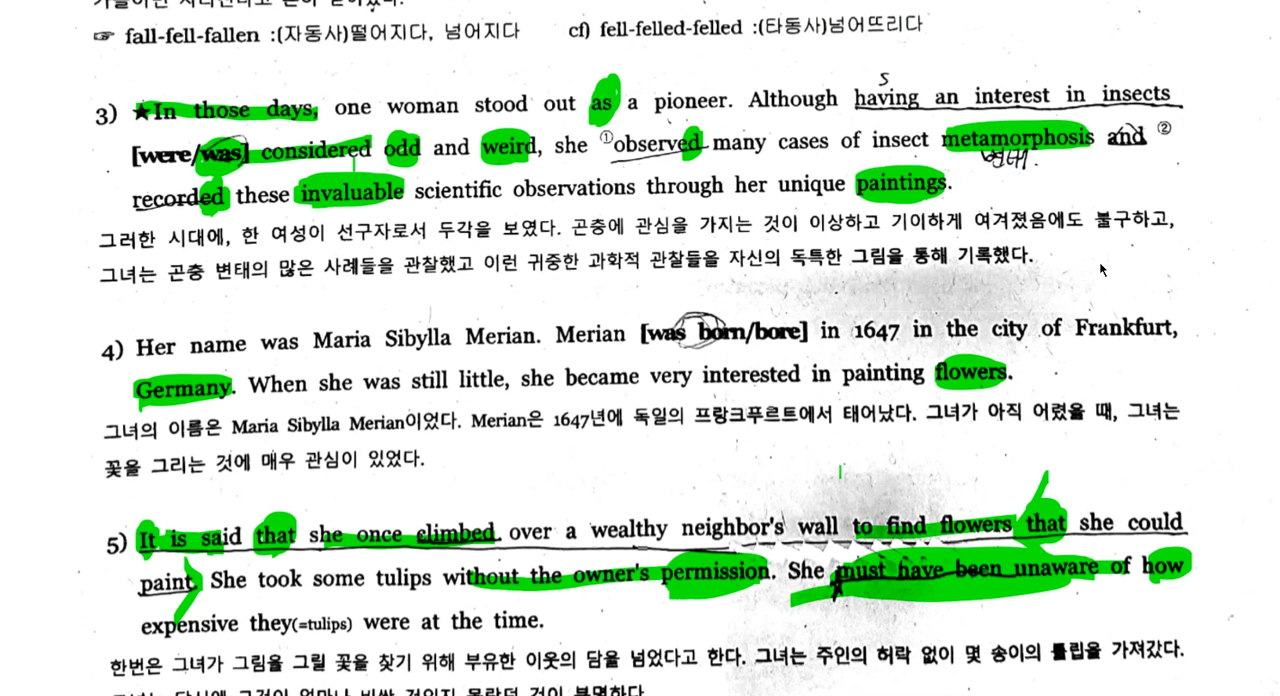 ☞ fall-fell-fallen :(자동사)떨어지다, 넘어지다 cf) fell-felled-felled :(타동사)넘어뜨리다
S
3) ★In those days, one woman stood out as a pioneer. Although having an interest in insects
[were/was] considered odd and weird, she ①observed many cases of insect metamorphosis and ②
변태.
recorded these invaluable scientific observations through her unique paintings.
그러한 시대에, 한 여성이 선구자로서 두각을 보였다. 곤충에 관심을 가지는 것이 이상하고 기이하게 여겨졌음에도 불구하고,
그녀는 곤충 변태의 많은 사례들을 관찰했고 이런 귀중한 과학적 관찰들을 자신의 독특한 그림을 통해 기록했다.
4) Her name was Maria Sibylla Merian. Merian [was born/bore] in 1647 in the city of Frankfurt,
Germany. When she was still little, she became very interested in painting flowers.
그녀의 이름은 Maria Sibylla Merian이었다. Merian은 1647년에 독일의 프랑크푸르트에서 태어났다. 그녀가 아직 어렸을 때, 그녀는
꽃을 그리는 것에 매우 관심이 있었다.
5) It is said that she once climbed over a wealthy neighbor's wall to find flowers that she could
paint. She took some tulips without the owner's permission. She must have been unaware of how
expensive they(=tulips) were at the time.
한번은 그녀가 그림을 그릴 꽃을 찾기 위해 부유한 이웃의 담을 넘었다고 한다. 그녀는 주인의 허락 없이 몇 송이의 튤립을 가져갔다.